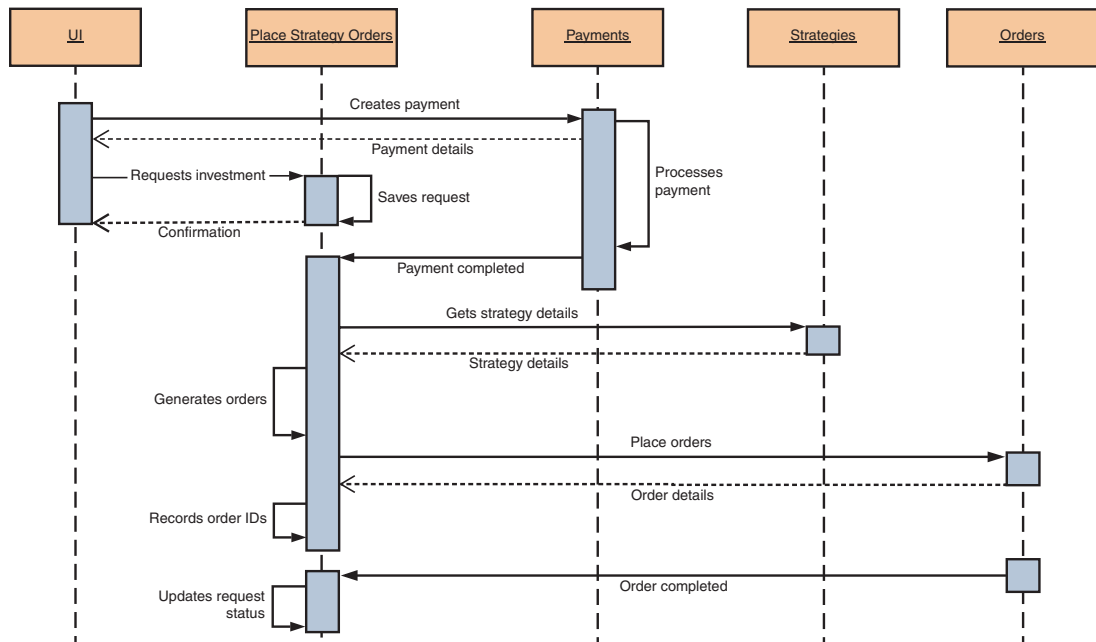 UI
Place Strategy Orders
Payments
Strategies
Orders
Creates payment
Payment details
Processes
payment
Requests investment
Saves request
Confirmation
Payment completed
Gets strategy details
Strategy details
Generates orders
Place orders
Order details
Records order IDs
Order completed
Updates request
status